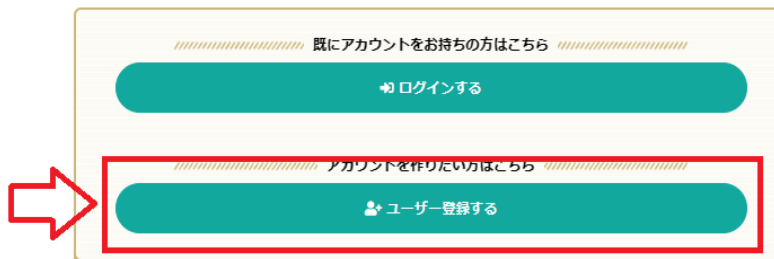 既にアカウントをお持ちの方はこちら
ログインする
アカウントを作りたい方はこちら
ユーザー登録する